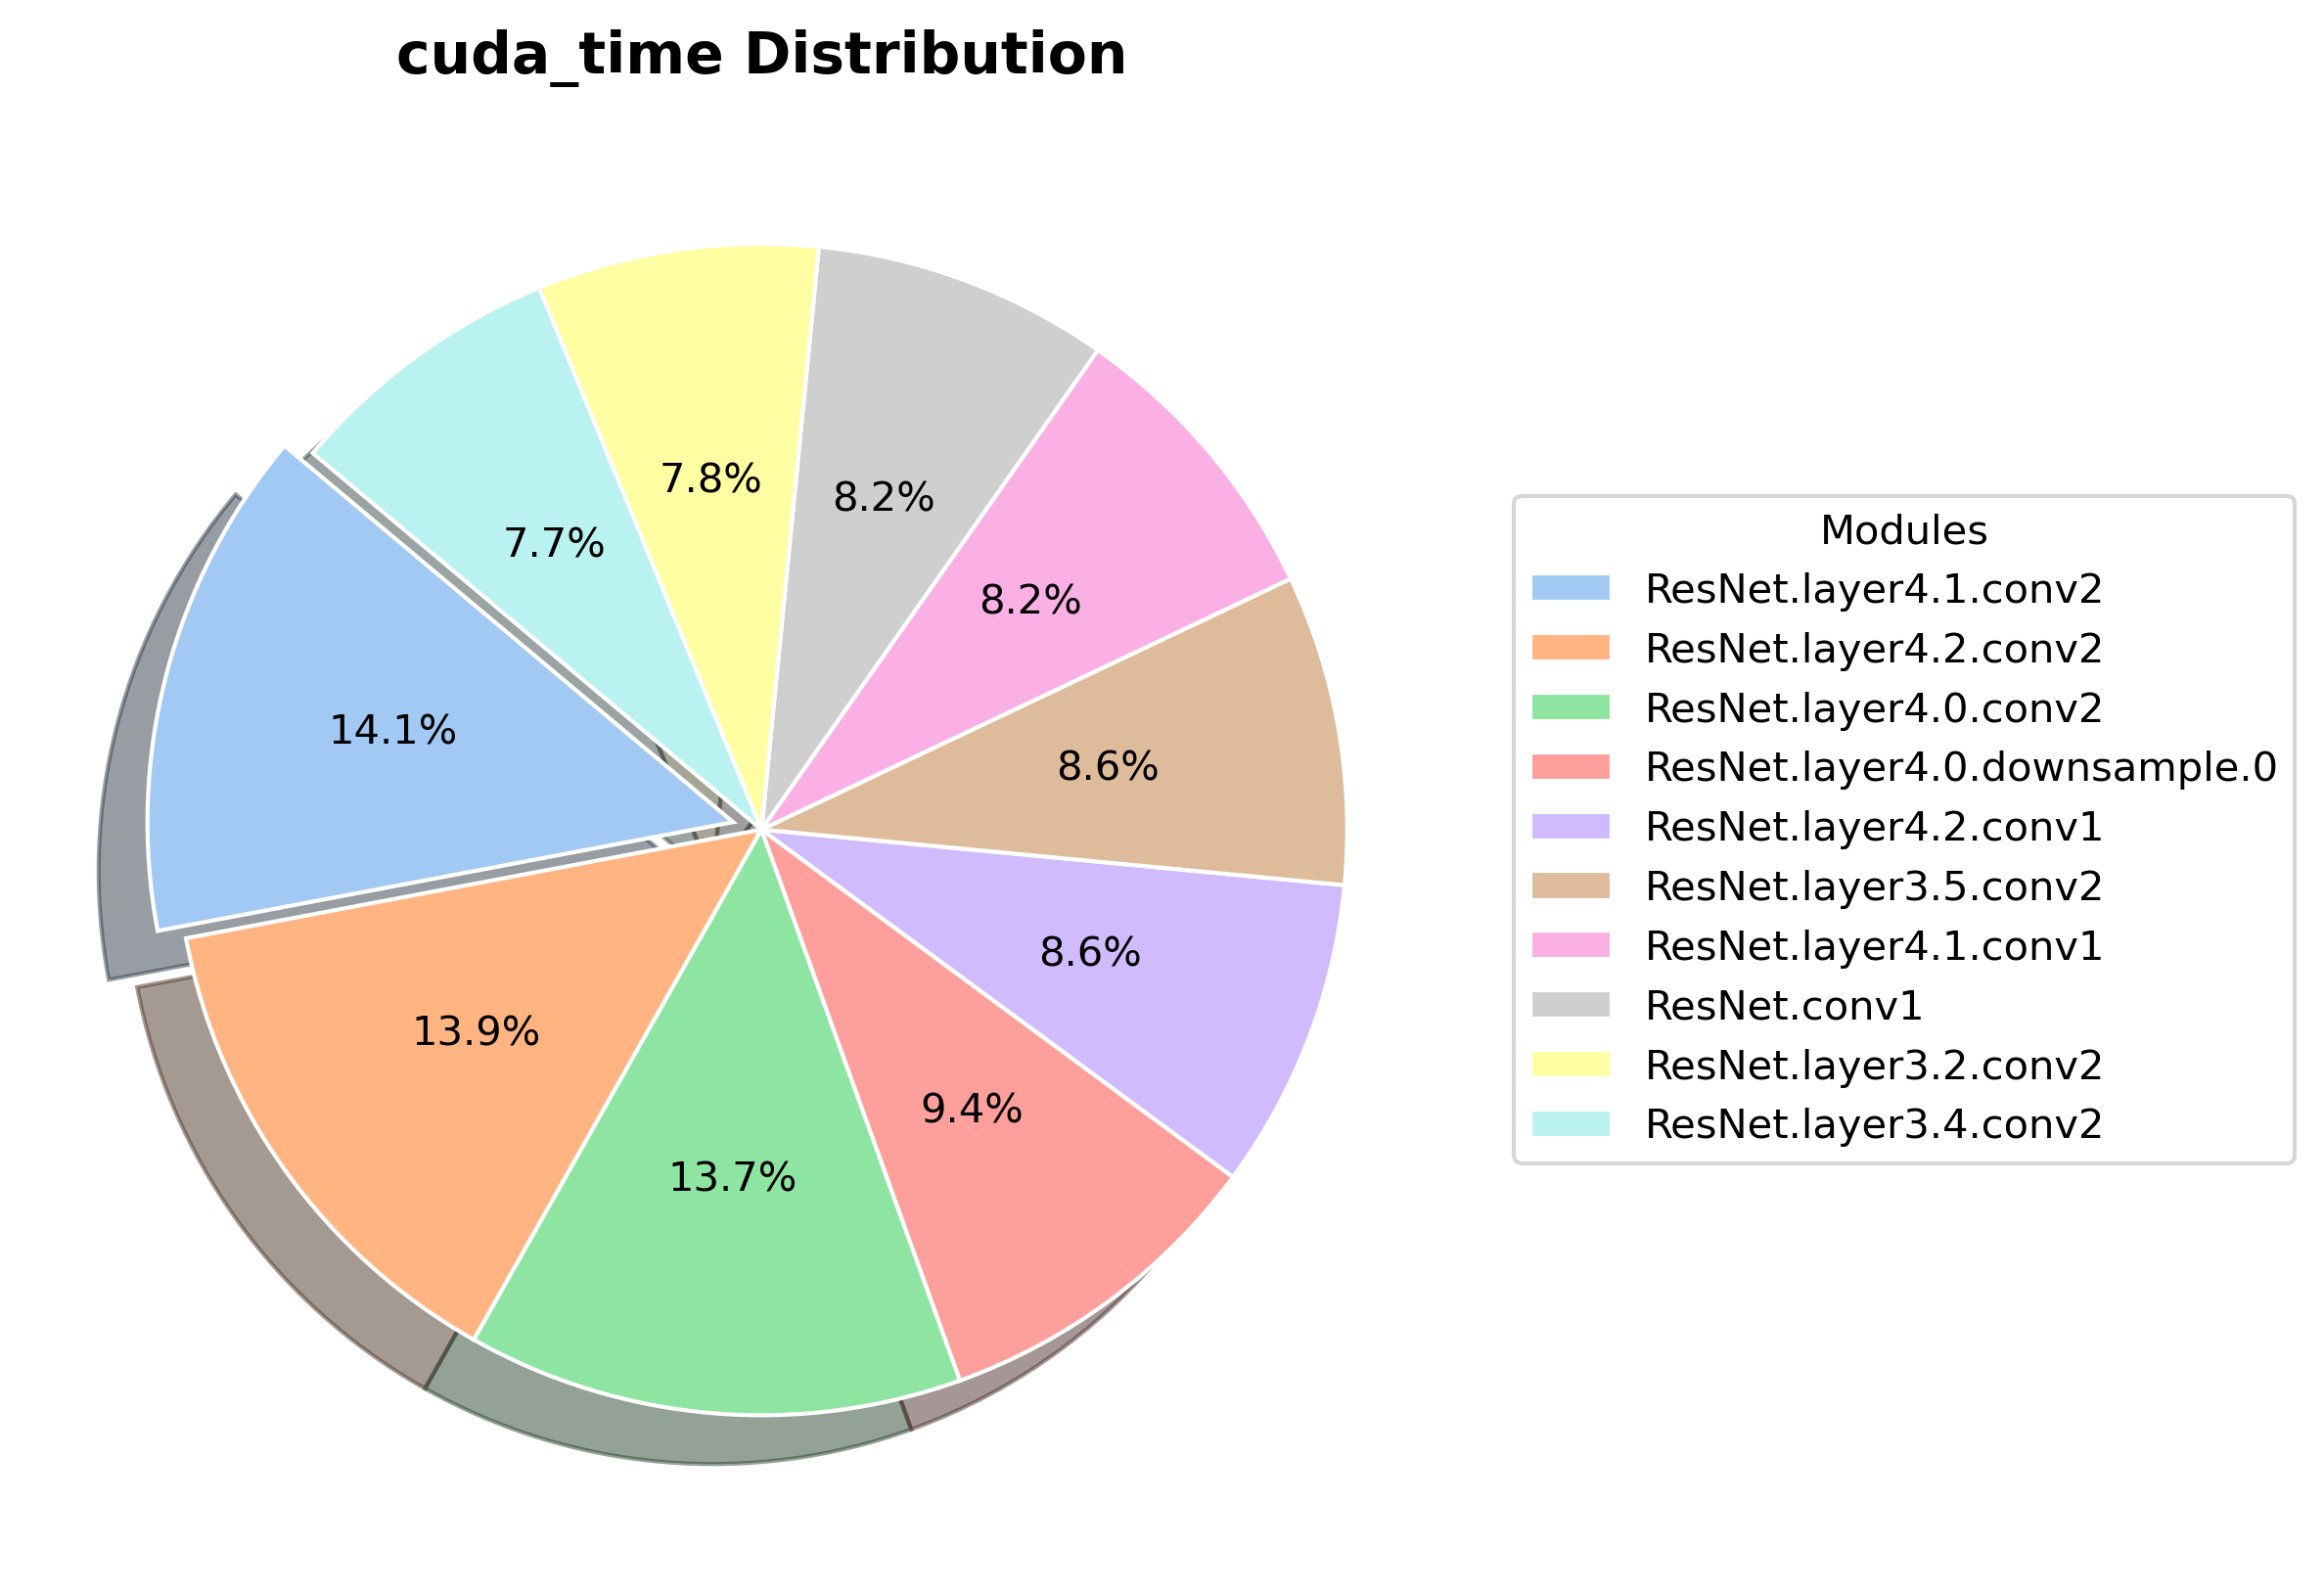 cuda_time Distribution
7.8%
8.2%
7.7%
8.2%
14.1%
8.6%
8.6%
13.9%
9.4%
13.7%
Modules
ResNet.layer4.1.conv2
ResNet.layer4.2.conv2
ResNet.layer4.0.conv2
ResNet.layer4.0.downsample.0
ResNet.layer4.2.conv1
ResNet.layer3.5.conv2
ResNet.layer4.1.conv1
ResNet.conv1
ResNet.layer3.2.conv2
ResNet.layer3.4.conv2